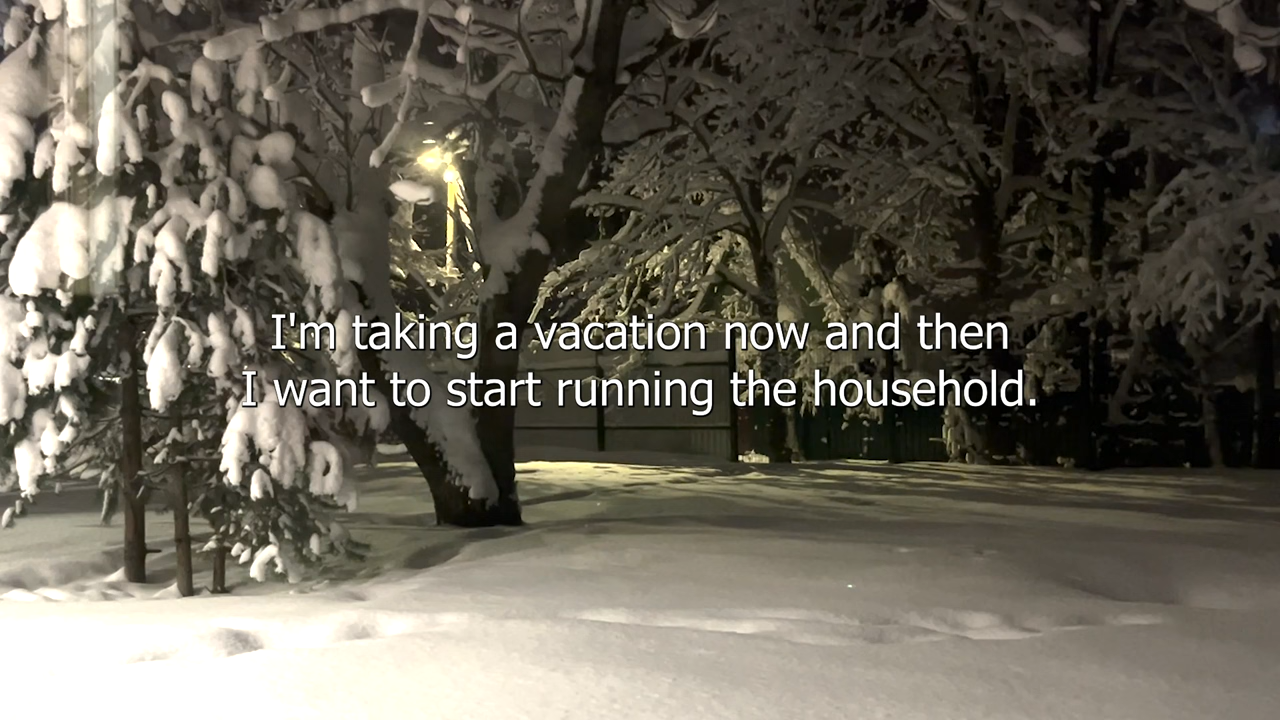 I'm taking a vacation now and then
I want to start running the household.